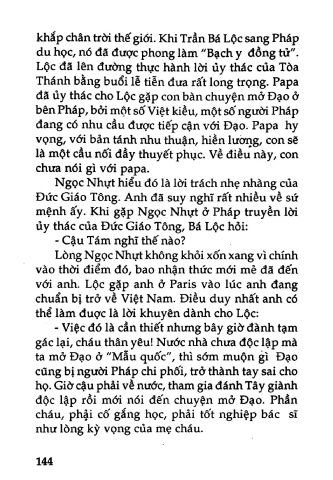 khắp chân trời thế giới. Khi Trần Bá Lộc sang Pháp
du học, nó đã được phong làm "Bạch y đồng tử".
Lộc đã lên đường thực hành lời ủy thác của Tòa
Thánh bằng buổi lễ tiễn đưa rất long trọng. Papa
đã ủy thác cho Lộc gặp con bàn chuyện mở Đạo ở
bên Pháp, bởi một số Việt kiều, một số người Pháp
đang có nhu cầu được tiếp cận với Đạo. Papa hy
vọng, với bản tánh nhu thuận, hiền lương, con sẽ
là một cầu nối đầy thuyết phục. Về điều này, con
chưa nói gì với papa.
Ngọc Nhựt hiểu đó là lời trách nhẹ nhàng của
Đức Giáo Tông. Anh đã suy nghĩ rất nhiều về sứ
mệnh ấy. Khi gặp Ngọc Nhựt ở Pháp truyền lời
ủy thác của Đức Giáo Tông, Bá Lộc hỏi:
- Cậu Tám nghĩ thế nào?
Lòng Ngọc Nhựt không khỏi xốn xang vì chính
vào thời điểm đó, bao nhận thức mới mẻ đã đến
với anh. Lộc gặp anh ở Paris vào lúc anh đang
chuẩn bị trở về Việt Nam. Điều duy nhất anh có
thể làm được là lời khuyên dành cho Lộc:
- Việc đó là cần thiết nhưng bây giờ đành tạm
gác lại, cháu thân yêu! Nước nhà chưa độc lập mà
ta mở Đạo ở "Mẫu quốc", thì sớm muộn gì Đạo
cũng bị người Pháp chi phối, trở thành tay sai cho
họ. Giờ cậu phải về nước, tham gia đánh Tây giành
độc lập rồi mới nói đến chuyện mở Đạo. Phần
cháu, phải cố gắng học, phải tốt nghiệp bác sĩ
như lòng kỳ vọng của mẹ cháu.
144